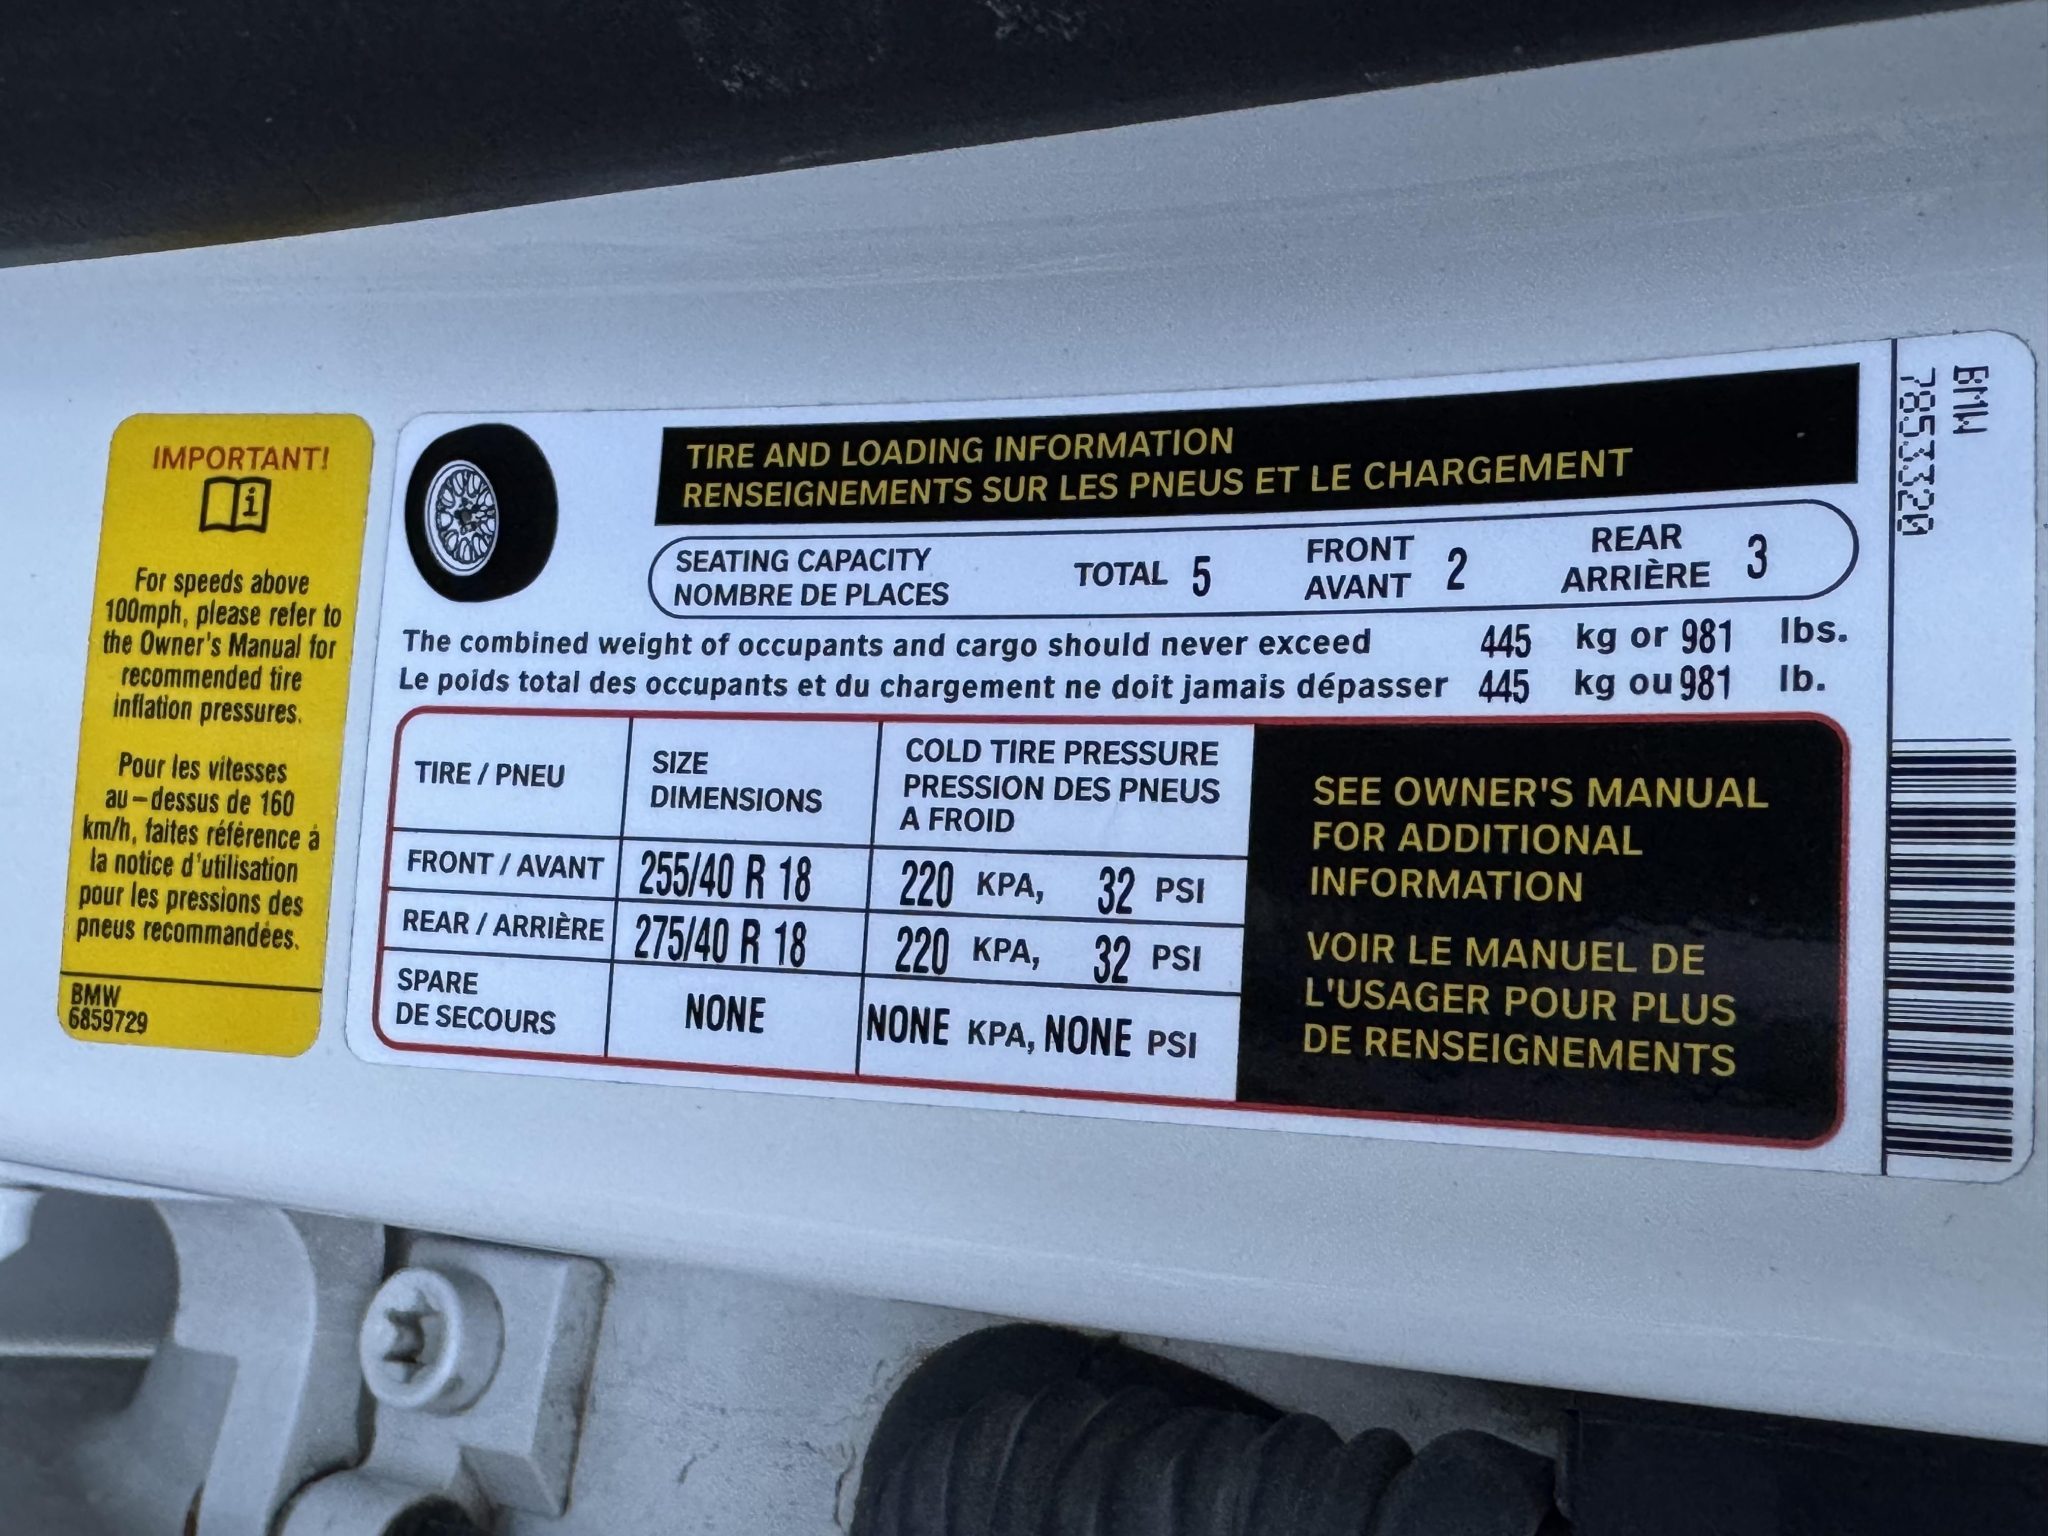 IMPORTANT!
i
For speeds above
100mph, please refer to
the Owner's Manual for
recommended tire
inflation pressures.
Pour les vitesses
au-dessus de 160
km/h, faites référence à
la notice d'utilisation
pour les pressions des
pneus recommandées.
BMW
6859729
TIRE AND LOADING INFORMATION
RENSEIGNEMENTS SUR LES PNEUS ET LE CHARGEMENT
SEATING CAPACITY
NOMBRE DE PLACES
TOTAL 5
FRONT
AVANT
2
REAR
ARRIÈRE
3
The combined weight of occupants and cargo should never exceed 445 kg or 981 lbs.
Le poids total des occupants et du chargement ne doit jamais dépasser 445 kg ou 981 lb.
TIRE / PNEU
SIZE
DIMENSIONS
COLD TIRE PRESSURE
PRESSION DES PNEUS
A FROID
FRONT / AVANT 255/40 R 18 220 KPA, 32 PSI
REAR / ARRIÈRE 275/40 R 18 220 KPA, 32 PSI
SPARE
DE SECOURS
NONE NONE KPA, NONE PSI
SEE OWNER'S MANUAL
FOR ADDITIONAL
INFORMATION
VOIR LE MANUEL DE
L'USAGER POUR PLUS
DE RENSEIGNEMENTS
BMW
7853320